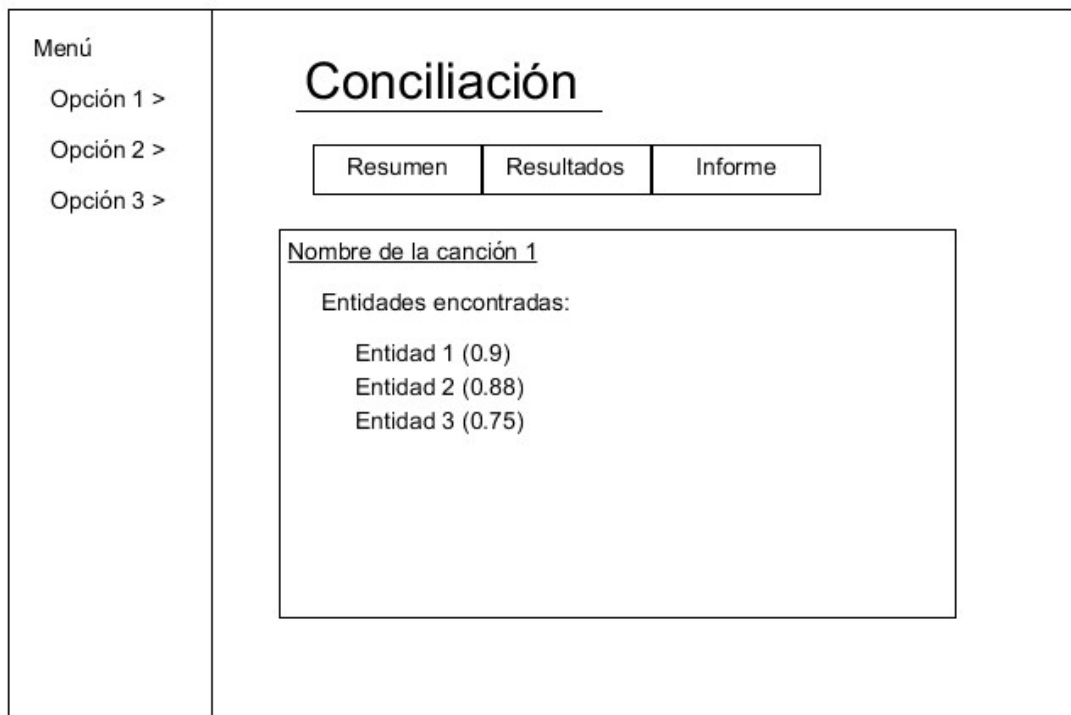 Menú
Opción 1 >
Opción 2 >
Opción 3 >
Conciliación
Resumen
Resultados
Informe
Nombre de la canción 1
Entidades encontradas:
Entidad 1 (0.9)
Entidad 2 (0.88)
Entidad 3 (0.75)